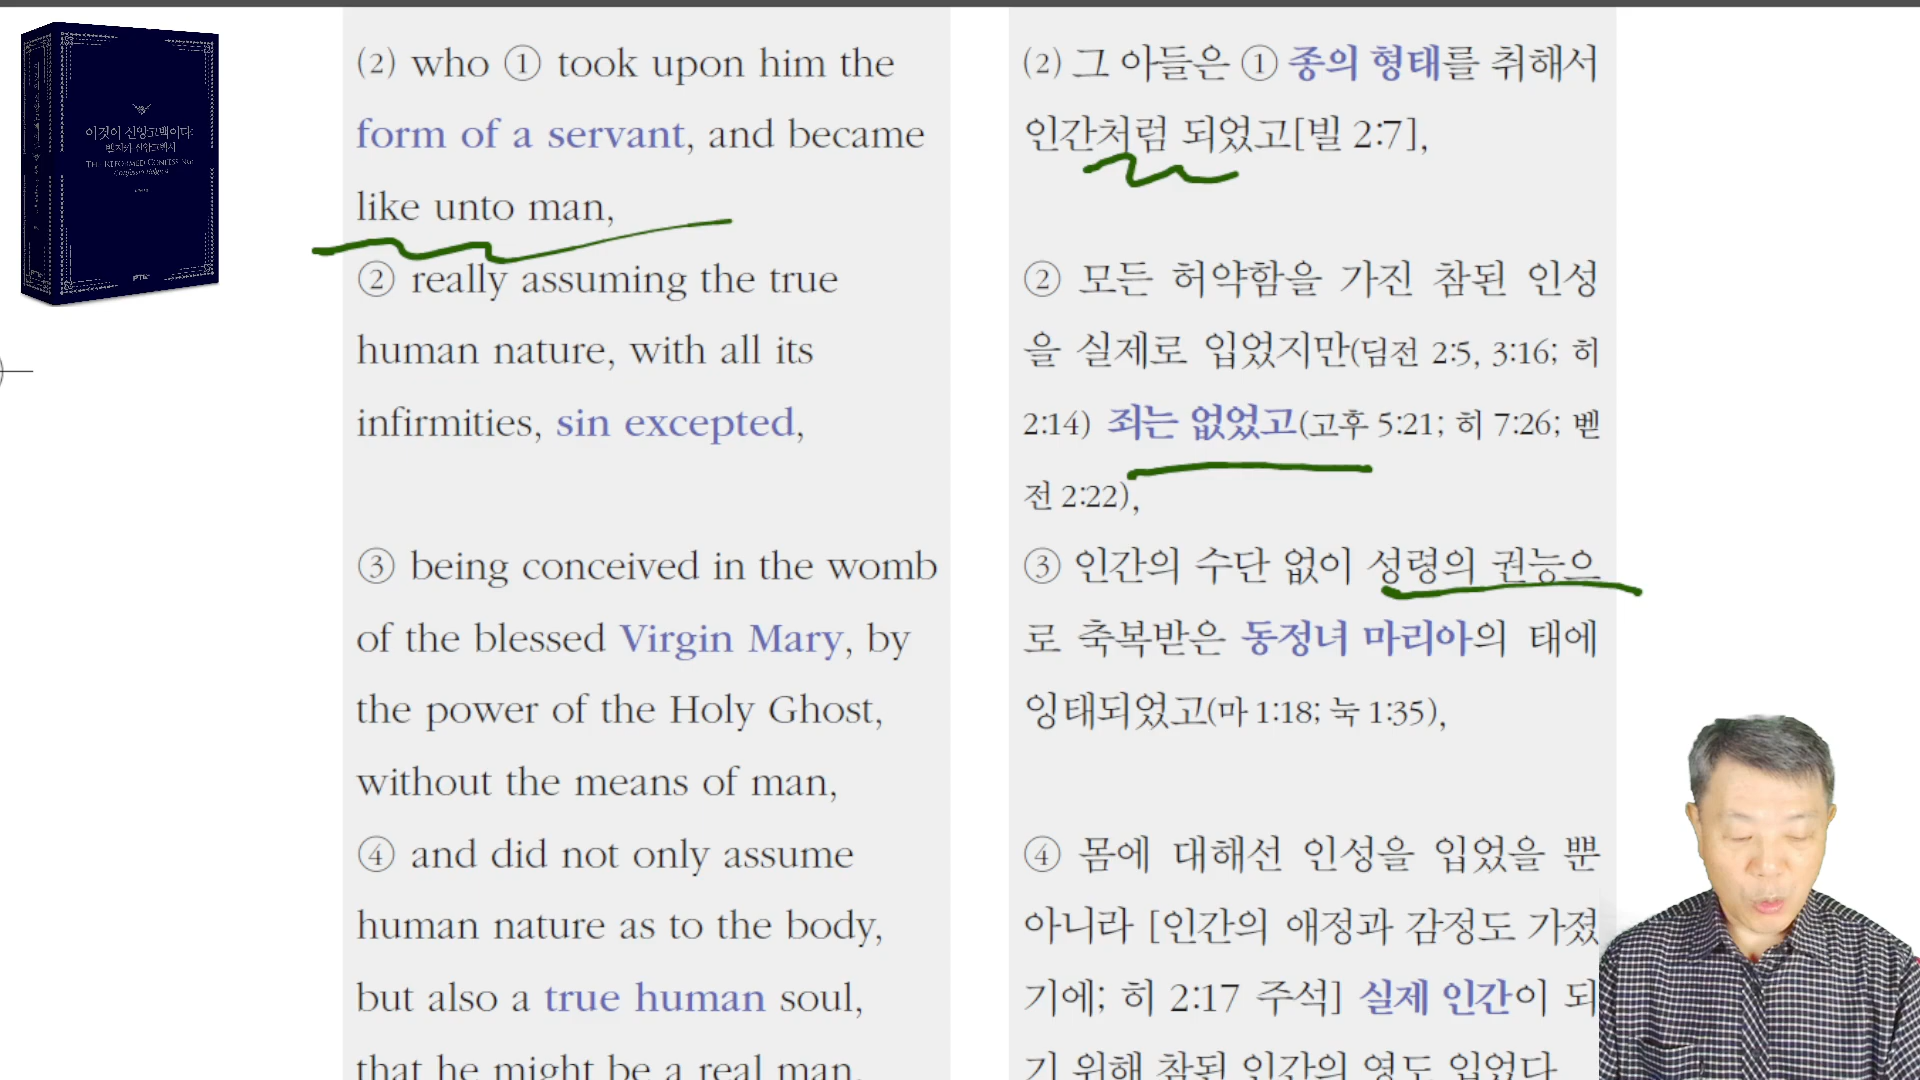 이것이 신앙고백이다:
벨직커 신앙고백서
THE REFORMED CONFESSING:
(2) who ① took upon him the
form of a servant, and became
like unto man,
② really assuming the true
human nature, with all its
infirmities, sin excepted,
③ being conceived in the womb
of the blessed Virgin Mary, by
the power of the Holy Ghost,
without the means of man,
④ and did not only assume
human nature as to the body,
but also a true human soul,
that he might be a real man.
(2) 그 아들은 ① 종의 형태를 취해서
인간처럼 되었고[빌 2:7],
② 모든 허약함을 가진 참된 인성
을 실제로 입었지만(딤전 2:5, 3:16; 히
2:14) 죄는 없었고(고후 5:21; 히 7:26; 벧
전 2:22),
③ 인간의 수단 없이 성령의 권능으
로 축복받은 동정녀 마리아의 태에
잉태되었고(마 1:18; 눅 1:35),
④ 몸에 대해선 인성을 입었을 뿐
아니라 [인간의 애정과 감정도 가졌
기에; 히 2:17 주석] 실제 인간이 되
기 위해 참된 인간의 영도 입었다